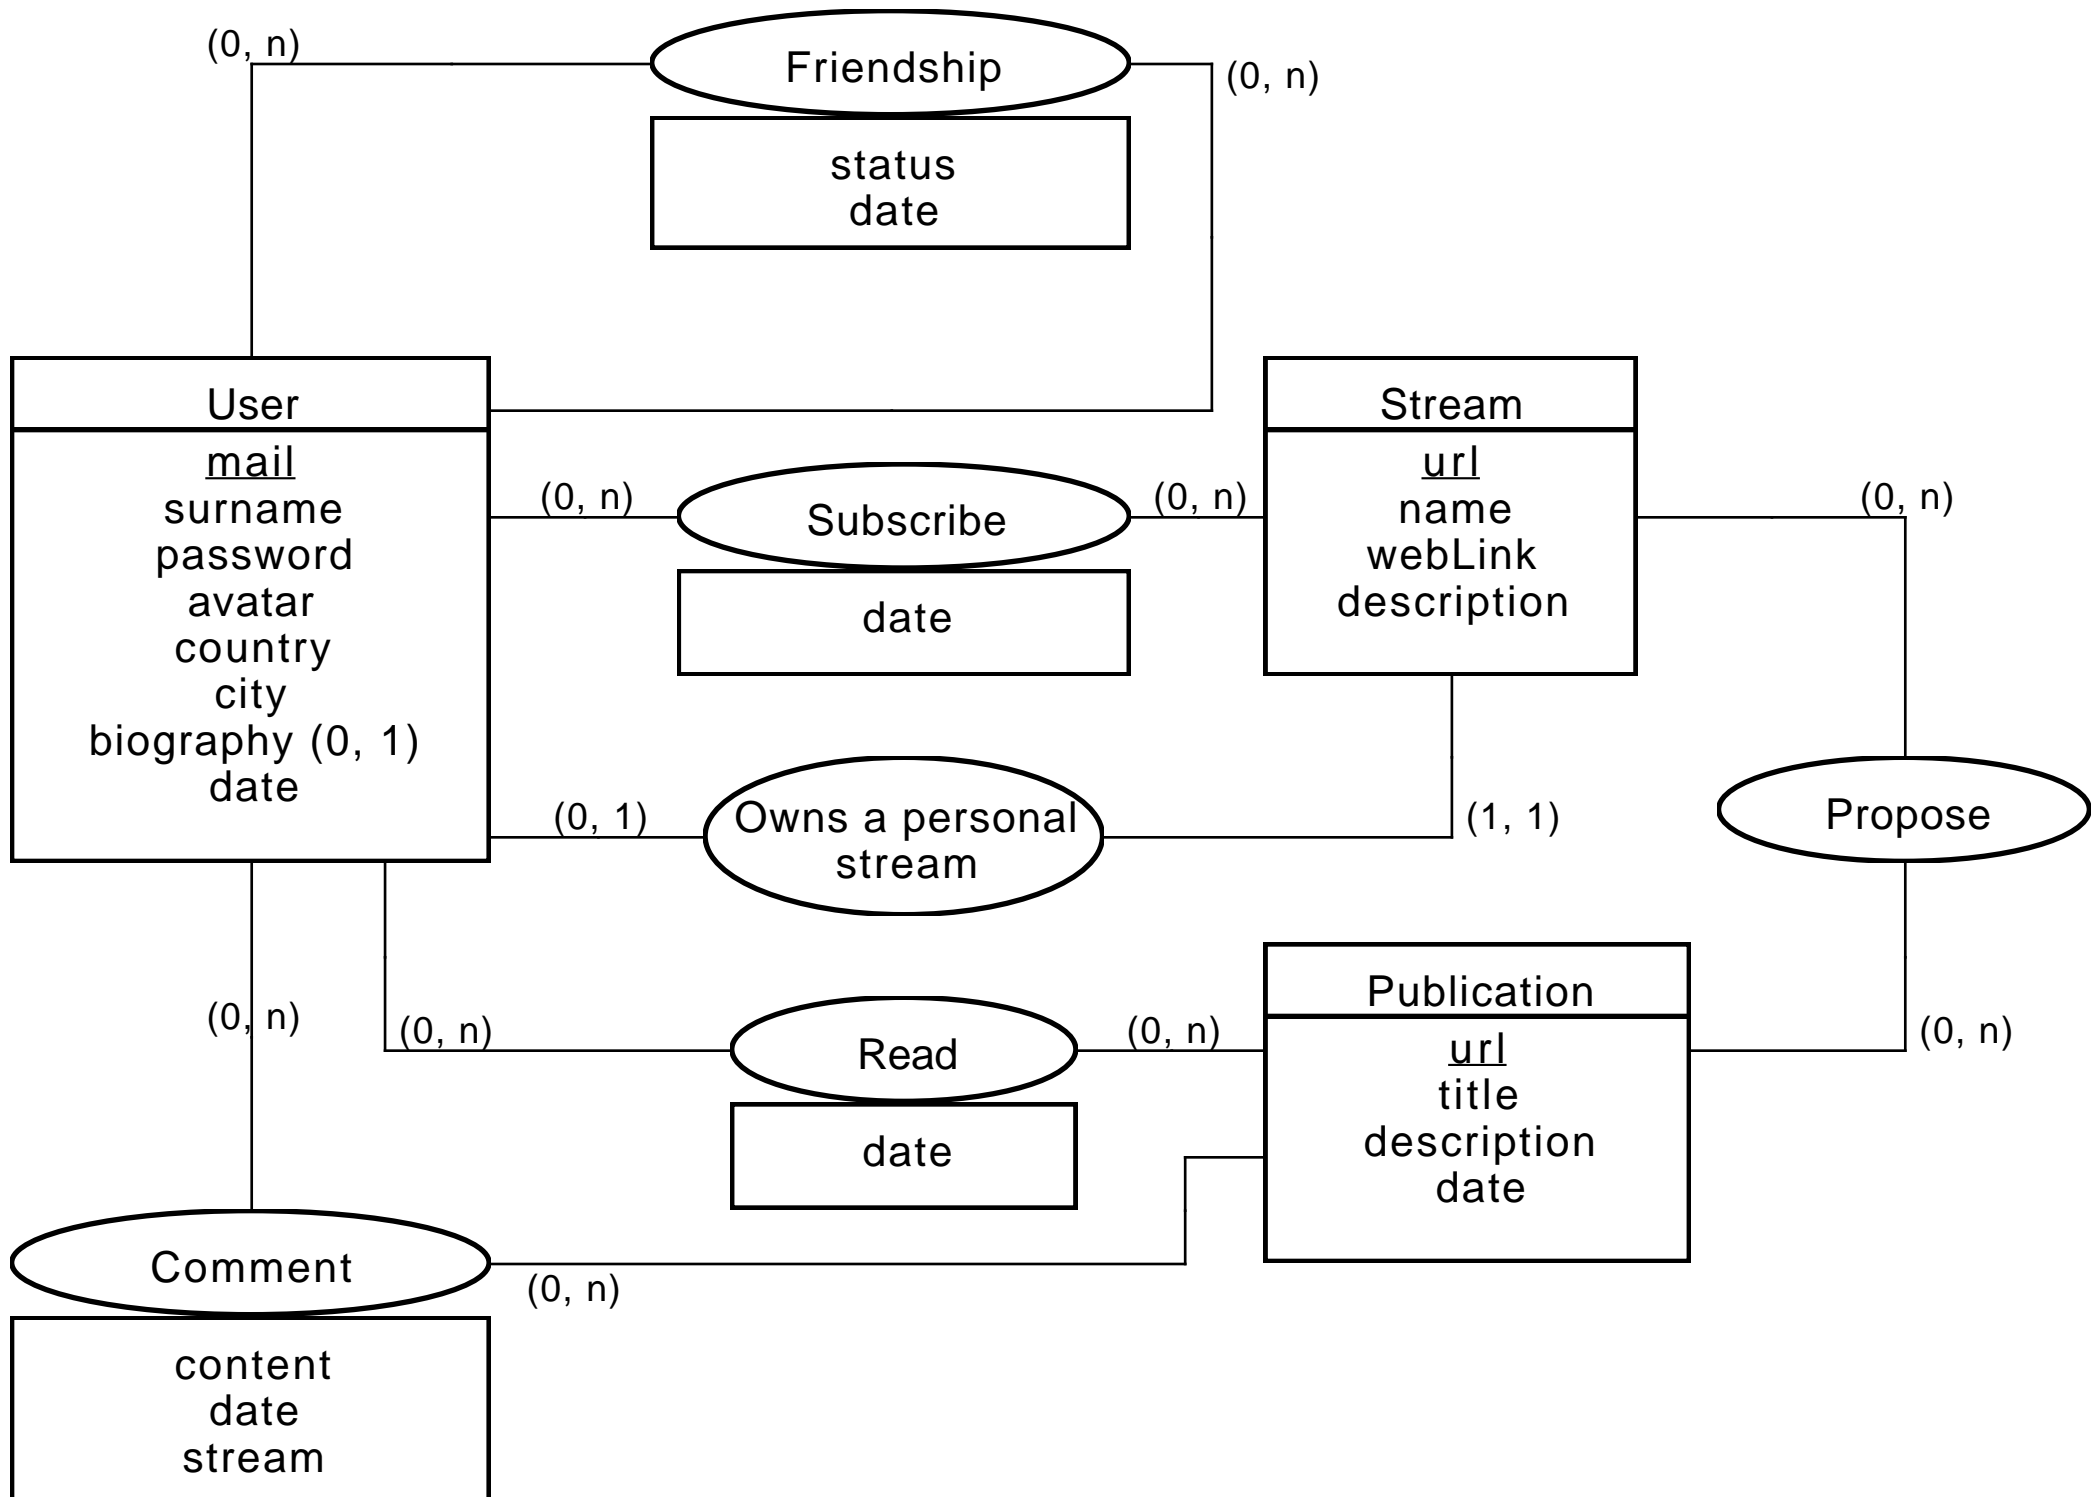 (0, n)
Friendship
(0, n)
status
date
User
mail
surname
password
avatar
country
city
biography (0, 1)
date
(0, n)
Subscribe
(0, n)
date
Stream
url
name
webLink
description
(0, n)
(0, 1)
Owns a personal
stream
(1, 1)
Propose
(0, n)
(0, n)
Read
(0, n)
date
Publication
url
title
description
date
(0, n)
Comment
(0, n)
content
date
stream